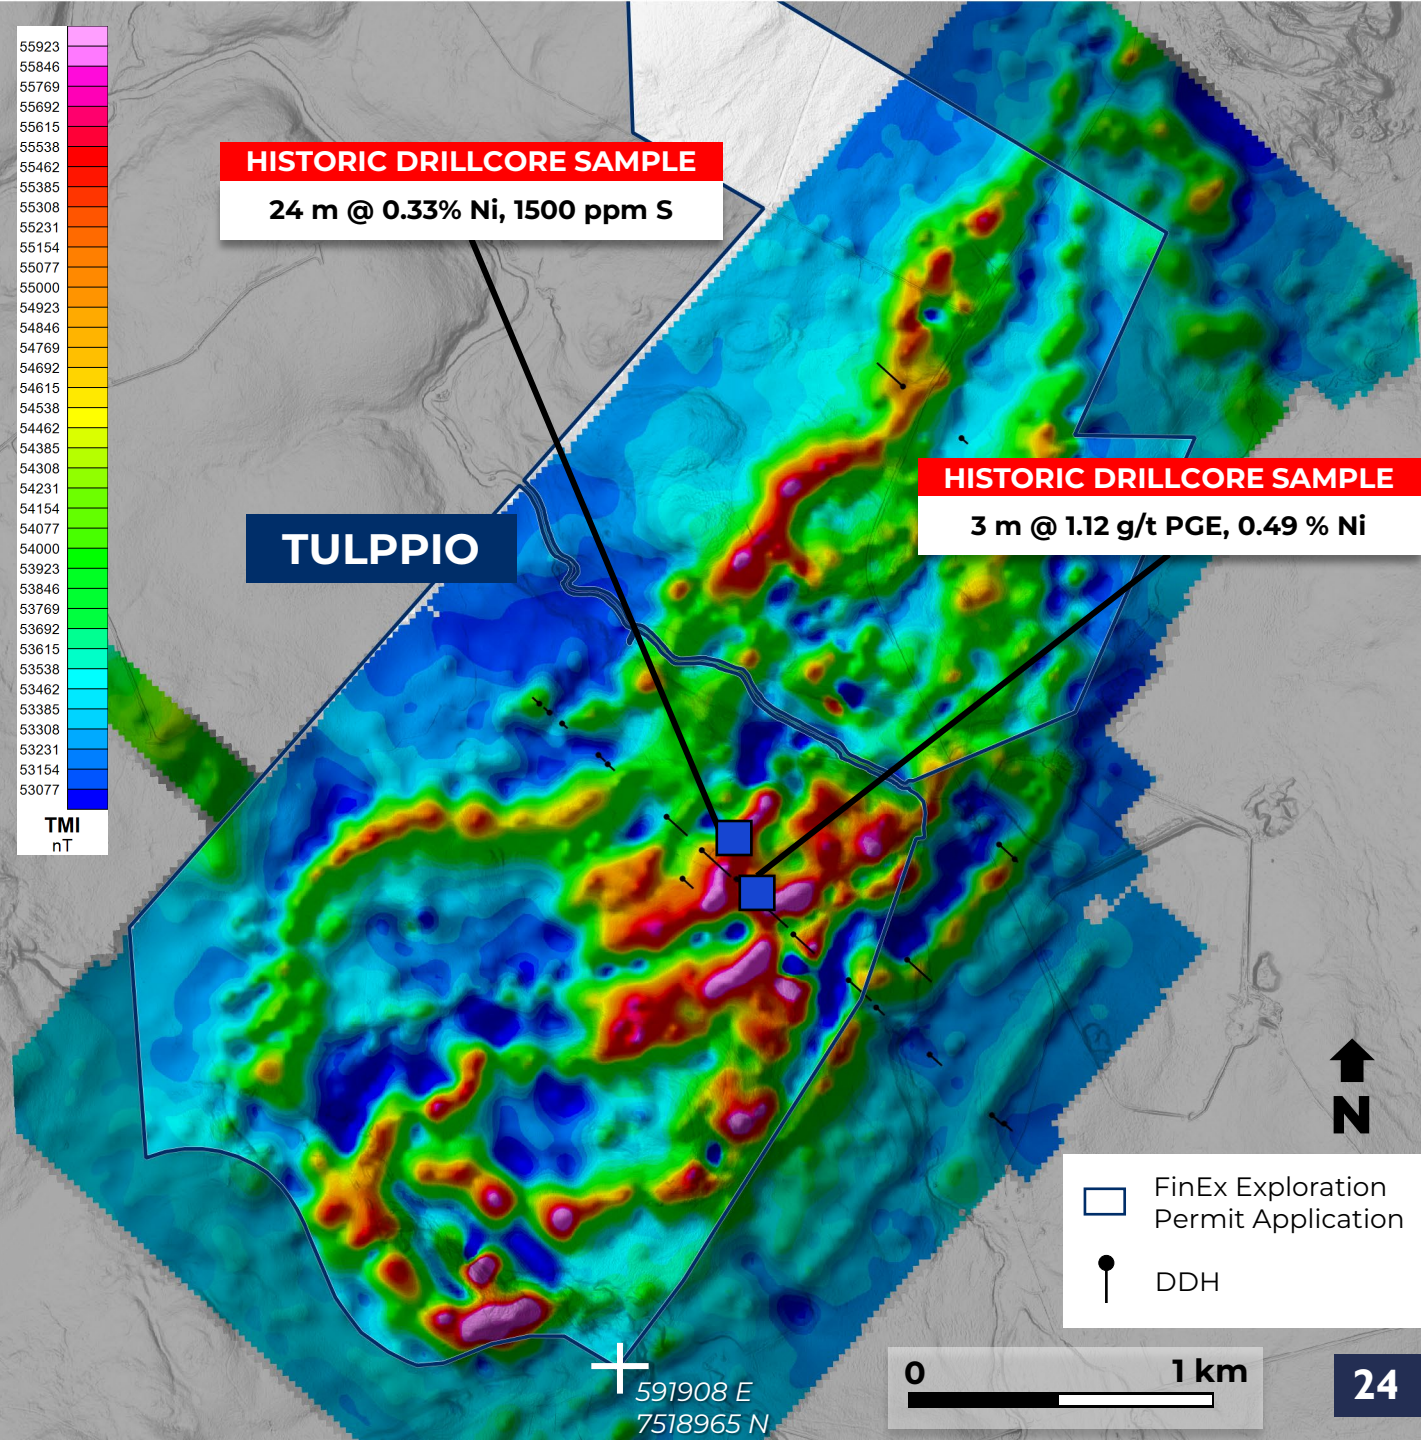 55923
55846
55769
55692
55615
55538
55462
55385
55308
55231
55154
55077
55000
54923
54846
54769
54692
54615
54538
54462
54385
54308
54231
54154
54077
54000
53923
53846
53769
53692
53615
53538
53462
53385
53308
53231
53154
53077
TMI
nT
HISTORIC DRILLCORE SAMPLE
24 m @ 0.33% Ni, 1500 ppm S
TULPPIO
HISTORIC DRILLCORE SAMPLE
3 m @ 1.12 g/t PGE, 0.49 % Ni
N
FinEx Exploration
Permit Application
DDH
591908 E
7518965 N
0 1 km
24